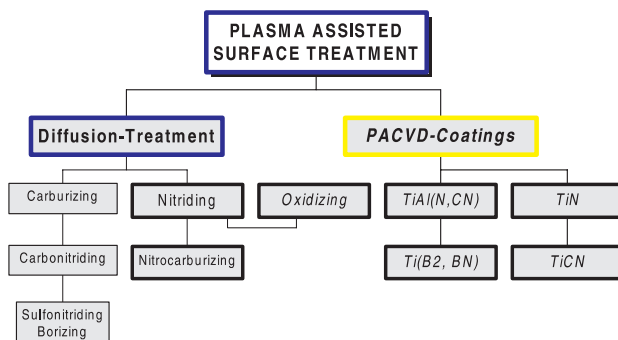 PLASMA ASSISTED
SURFACE TREATMENT
Diffusion-Treatment
PACVD-Coatings
Carburizing
Nitriding
Oxidizing
TiAl(N,CN)
TiN
Carbonitriding
Nitrocarburizing
Ti(B2, BN)
TiCN
Sulfonitriding
Borizing